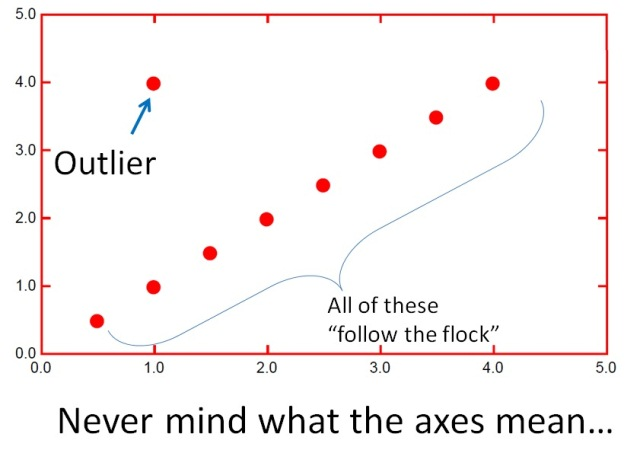 5.0
4.0
Outlier
3.0
2.0
1.0
All of these
“follow the flock”
0.0
0.0 1.0 2.0 3.0 4.0 5.0
Never mind what the axes mean...